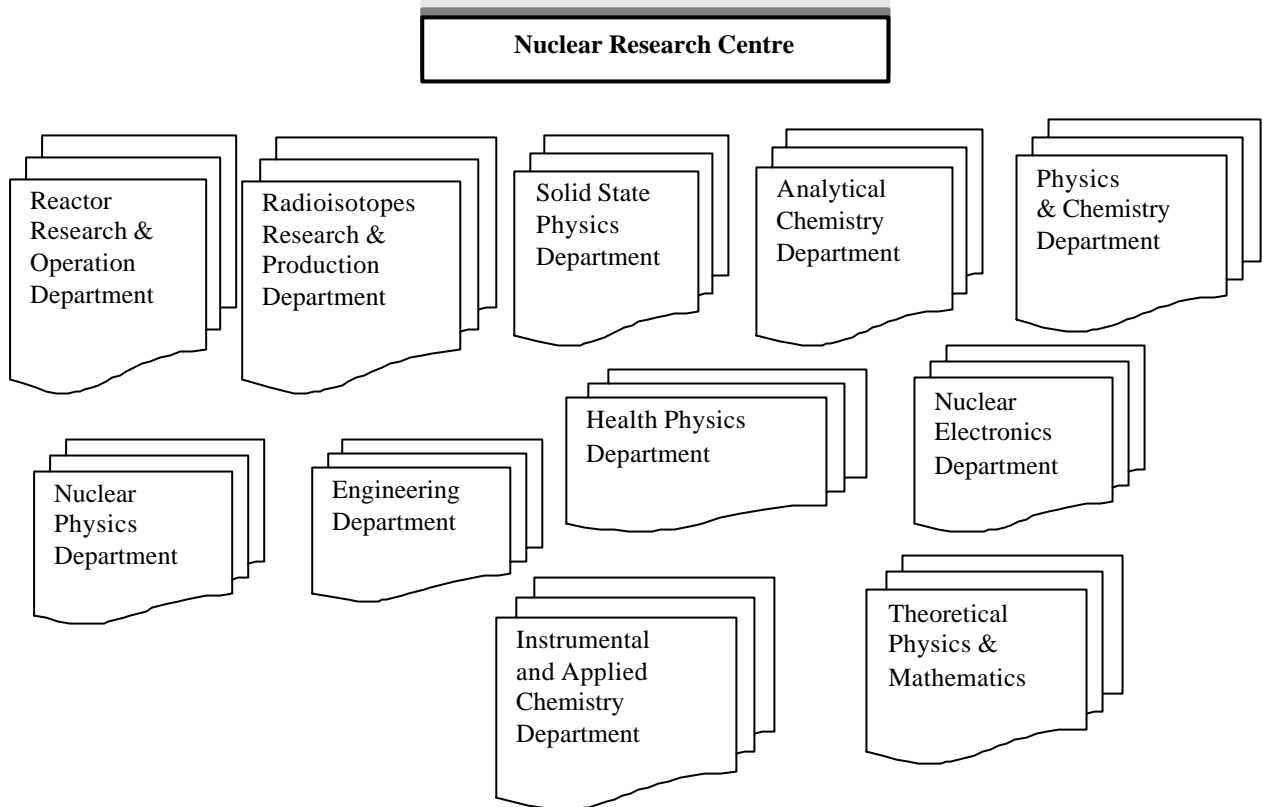 Nuclear Research Centre
Reactor
Research &
Operation
Department
Radioisotopes
Research &
Production
Department
Solid State
Physics
Department
Analytical
Chemistry
Department
Physics
& Chemistry
Department
Health Physics
Department
Nuclear
Electronics
Department
Nuclear
Physics
Department
Engineering
Department
Instrumental
and Applied
Chemistry
Department
Theoretical
Physics &
Mathematics